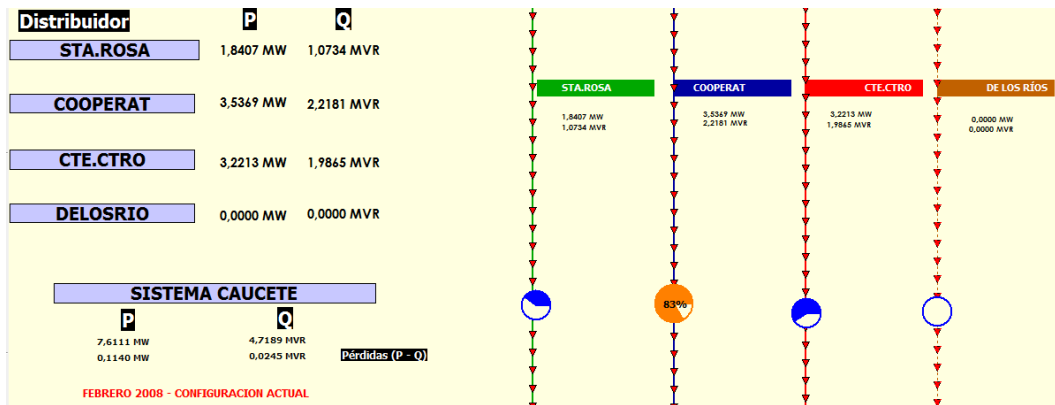 Distribuidor P Q
STA.ROSA 1,8407 MW 1,0734 MVR
COOPERAT 3,5369 MW 2,2181 MVR
CTE.CTRO 3,2213 MW 1,9865 MVR
DELOSRIO 0,0000 MW 0,0000 MVR
SISTEMA CAUCETE
P Q
7,6111 MW 4,7189 MVR
0,1140 MW 0,0245 MVR Pérdidas (P - Q)
FEBRERO 2008 - CONFIGURACION ACTUAL
STA.ROSA
1,8407 MW
1,0734 MVR
COOPERAT
3,5369 MW
2,2181 MVR
83%
CTE.CTRO
3,2213 MW
1,9865 MVR
DE LOS RÍOS
0,0000 MW
0,0000 MVR